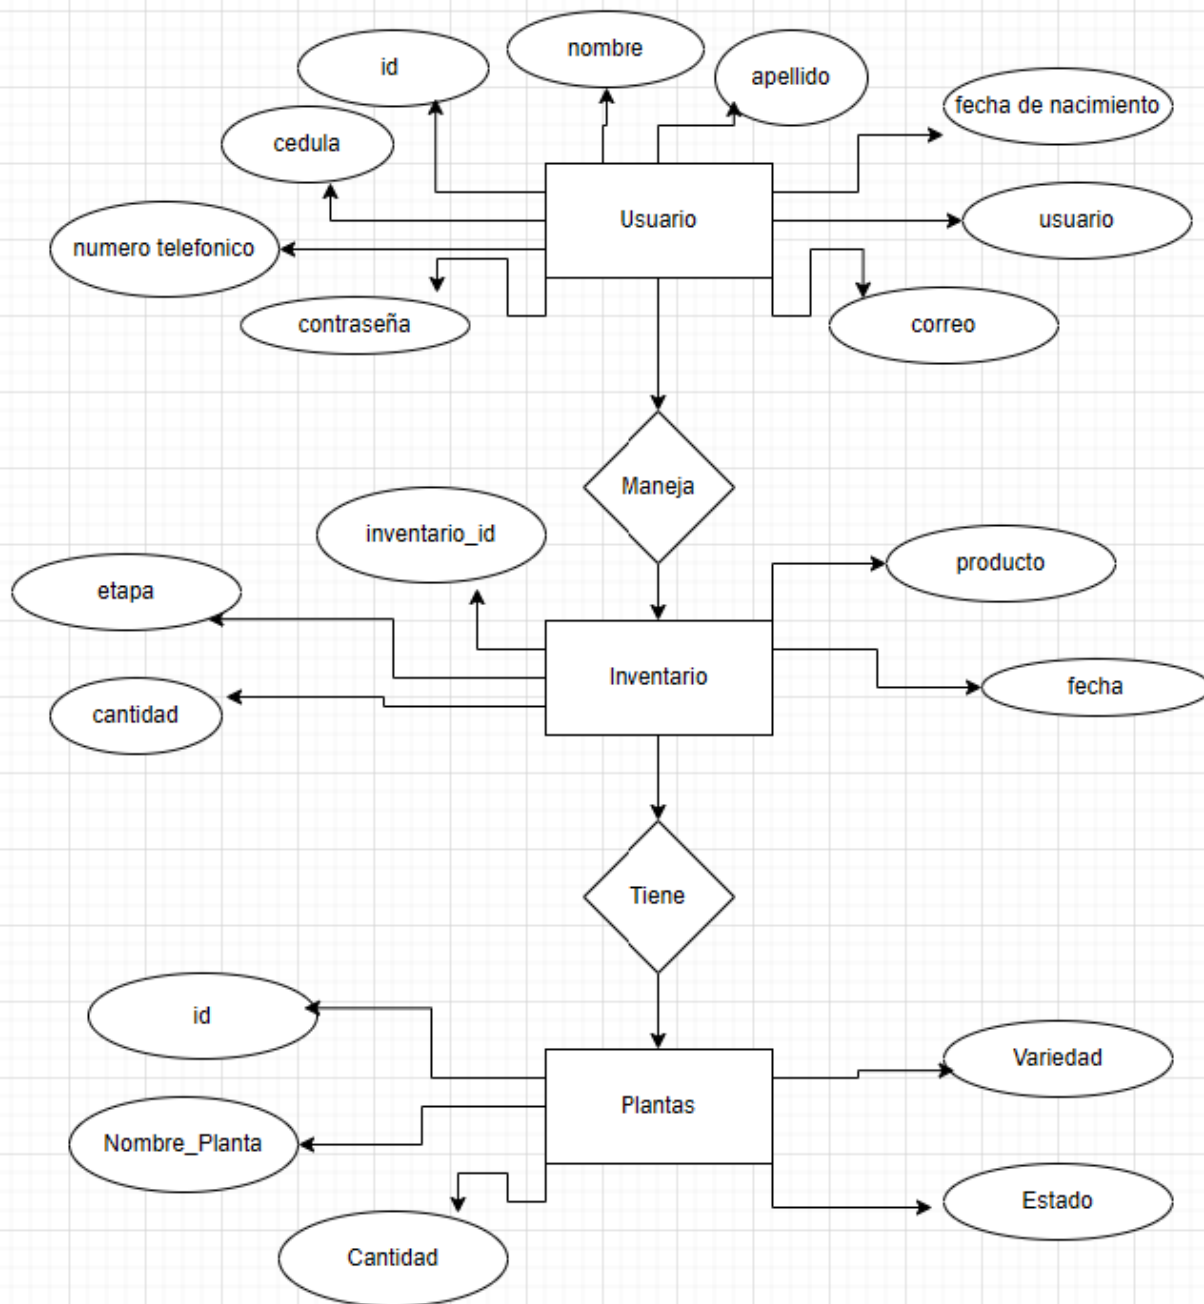 nombre
id
apellido
fecha de nacimiento
cedula
Usuario
usuario
numero telefonico
contraseña
correo
Maneja
inventario_id
producto
etapa
Inventario
fecha
cantidad
Tiene
id
Variedad
Plantas
Nombre_Planta
Estado
Cantidad